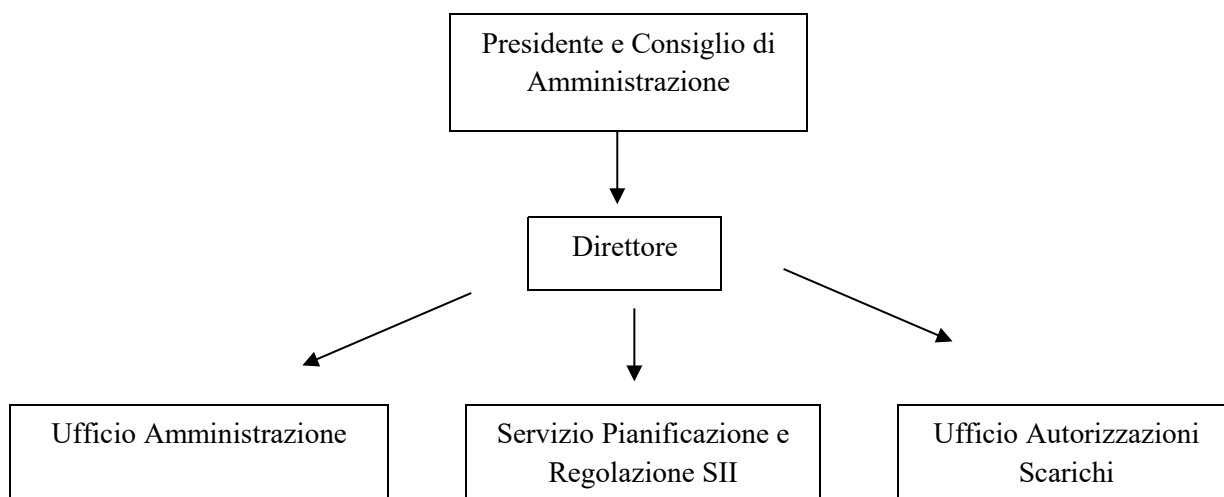 Presidente e Consiglio di
Amministrazione
Direttore
Ufficio Amministrazione
Servizio Pianificazione e
Regolazione SII
Ufficio Autorizzazioni
Scarichi